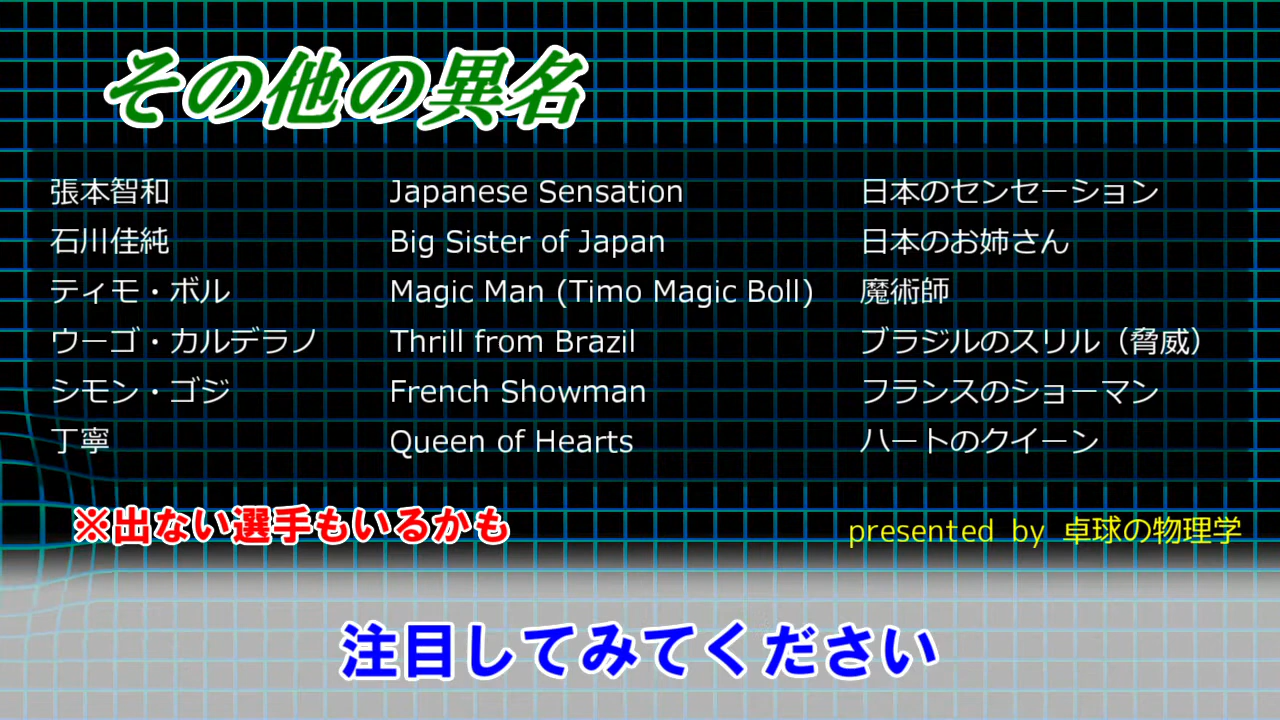 その他の異名
張本智和 Japanese Sensation 日本のセンセーション
石川佳純 Big Sister of Japan 日本のお姉さん
ティモ・ボル Magic Man (Timo Magic Boll) 魔術師
ウーゴ・カルデラノ Thrill from Brazil ブラジルのスリル（脅威）
シモン・ゴジ French Showman フランスのショーマン
丁寧 Queen of Hearts ハートのクイーン
※出ない選手もいるかも
presented by 卓球の物理学
注目してみてください